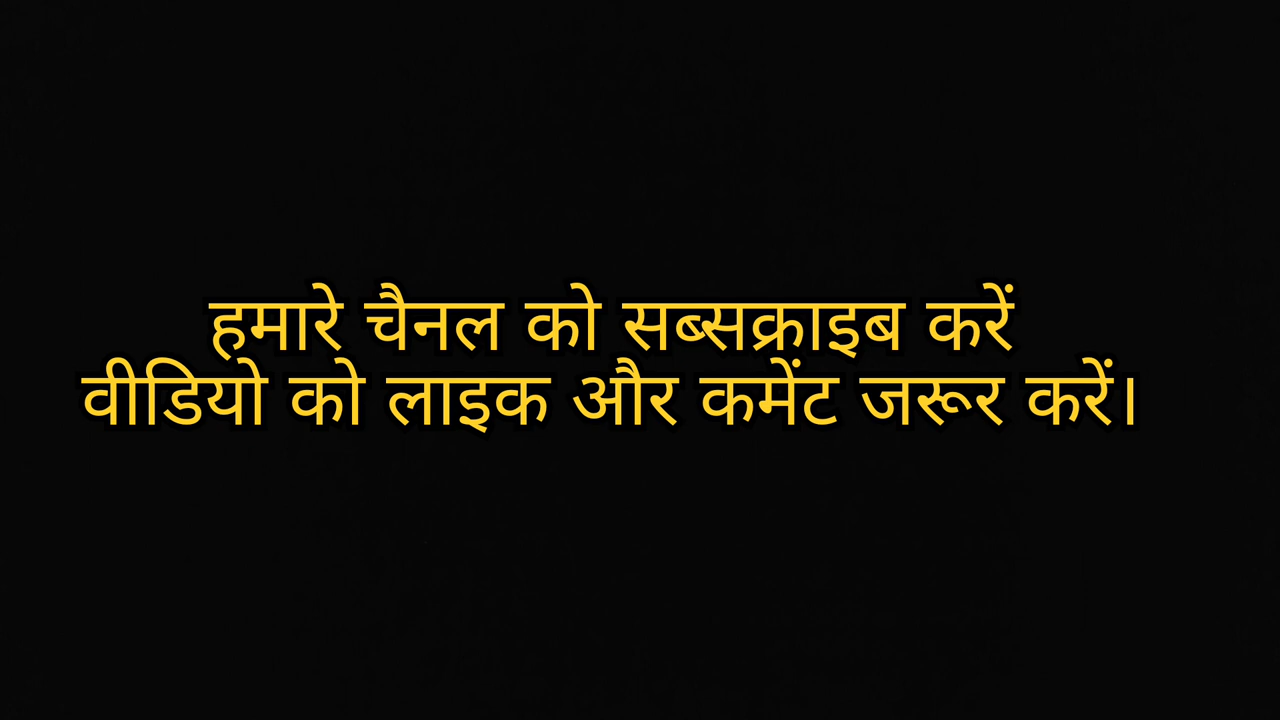 हमारे चैनल को सब्सक्राइब करें
वीडियो को लाइक और कमेंट जरूर करें।